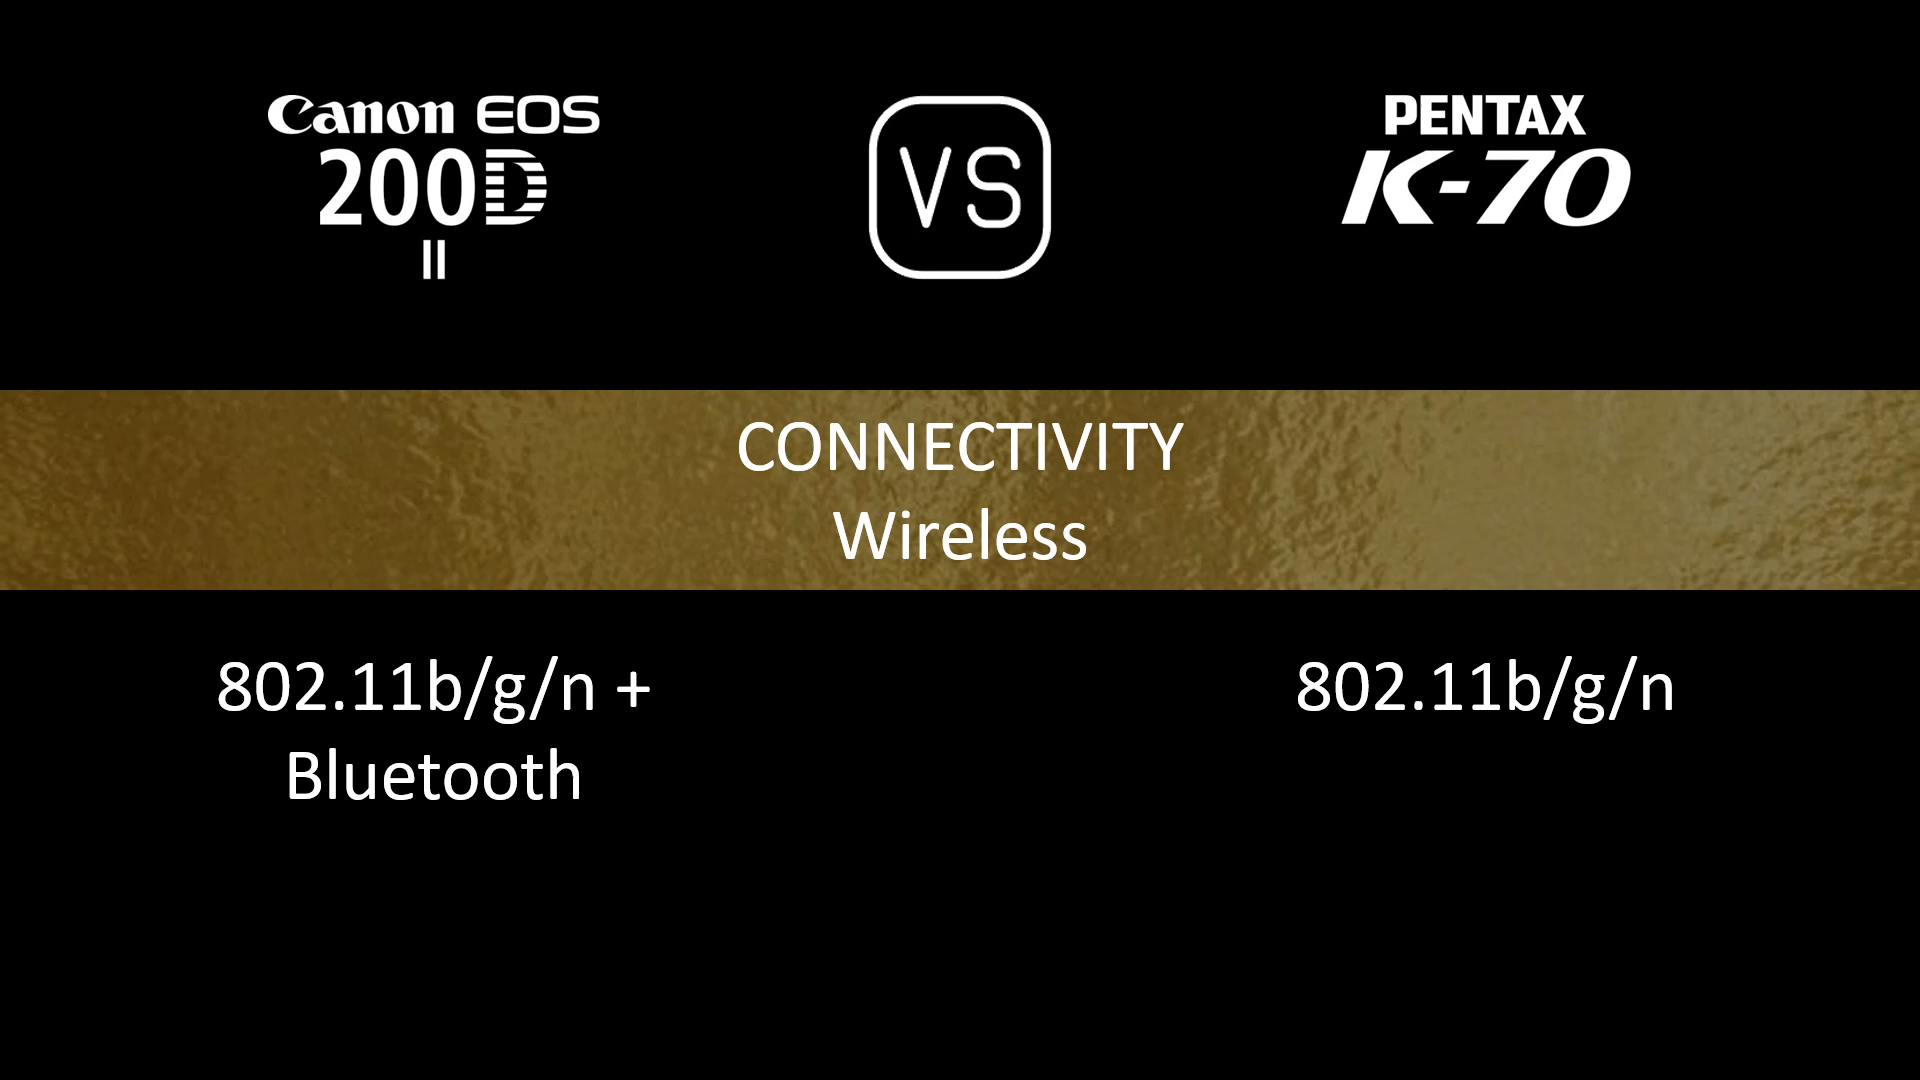 Canon EOS
200D
II
VS
PENTAX
K-70
CONNECTIVITY
Wireless
802.11b/g/n +
Bluetooth
802.11b/g/n